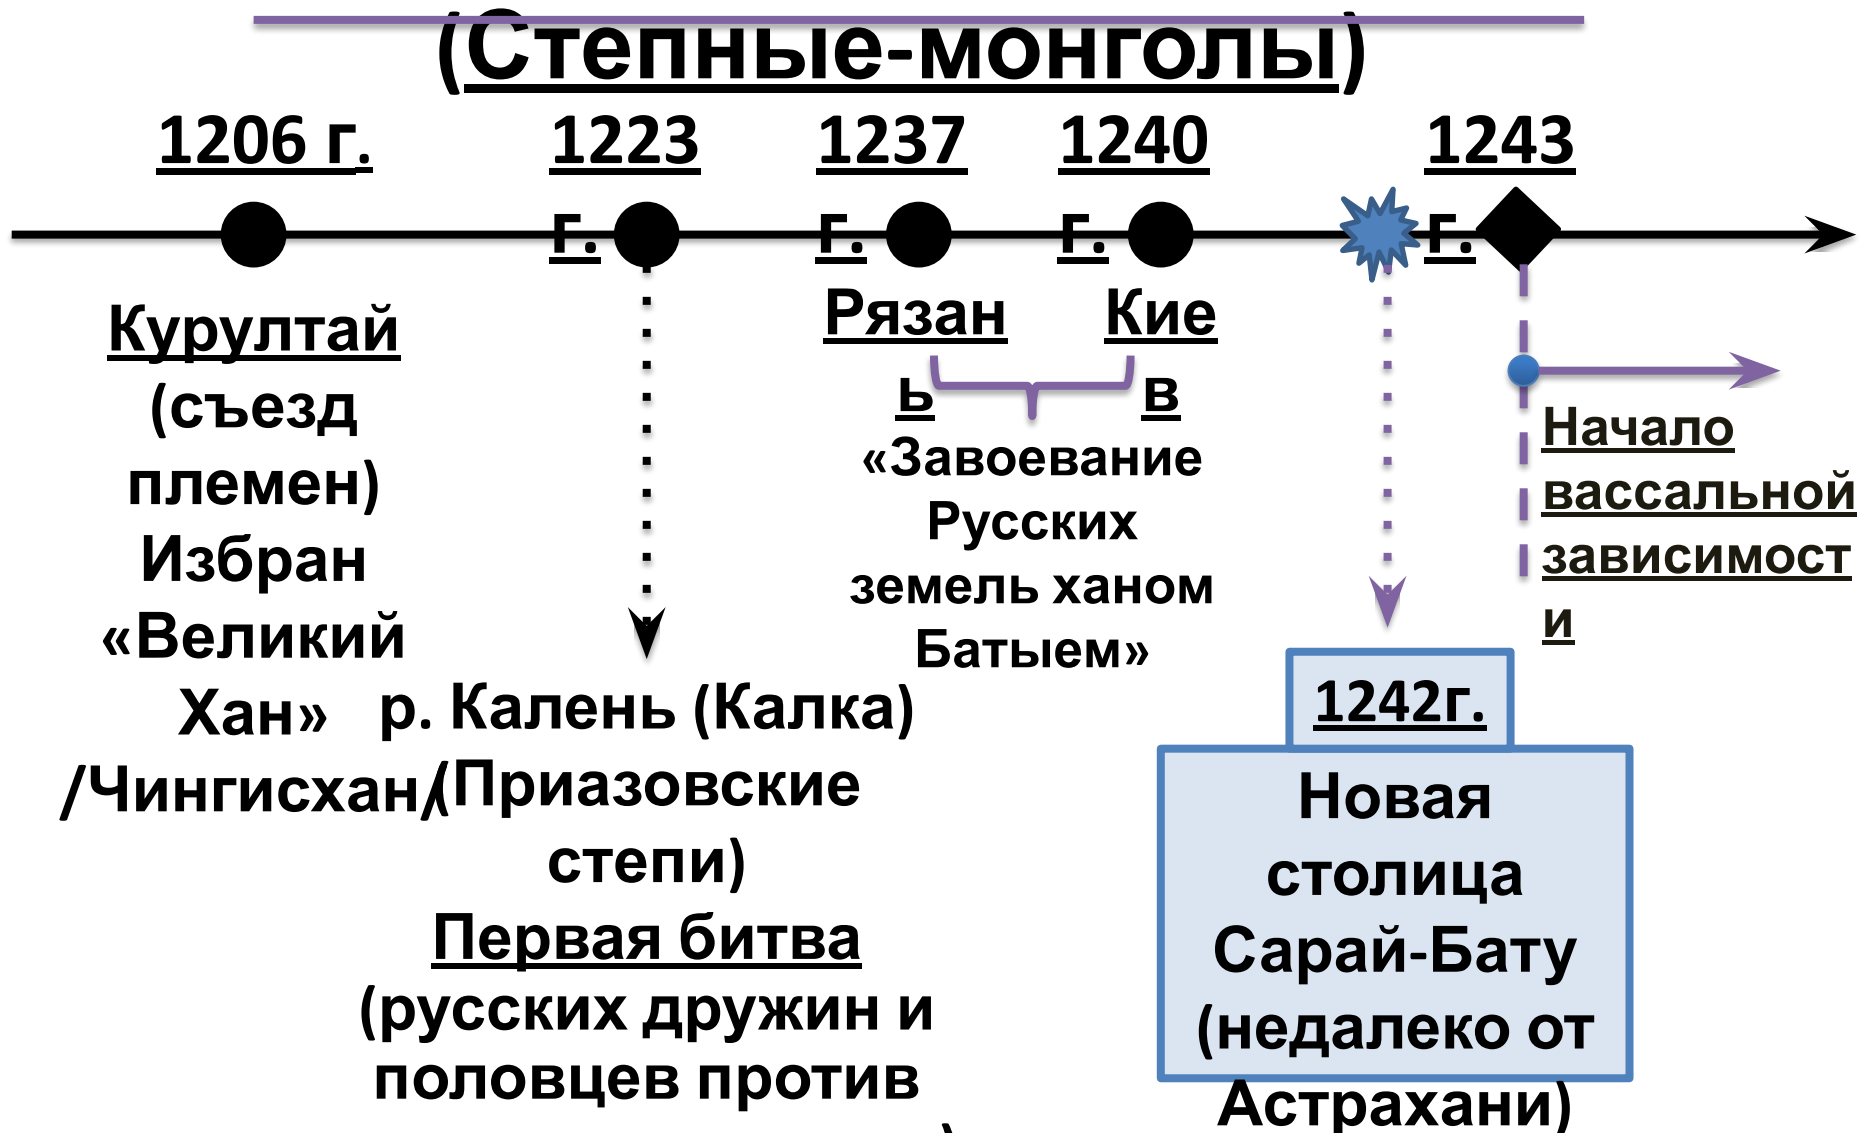 (Степные-монголы)
1206 г.
1223
г.
1237
г.
1240
г.
1243
г.
Курултай
(съезд
племен)
Избран
«Великий
Хан»
/Чингисхан/
р. Калень (Калка)
(Приазовские
степи)
Первая битва
(русских дружин и
половцев против
Рязан
ь
Кие
в
«Завоевание
Русских
земель ханом
Батыем»
1242г.
Новая
столица
Сарай-Бату
(недалеко от
Астрахани)
Начало
вассальной
зависимост
и